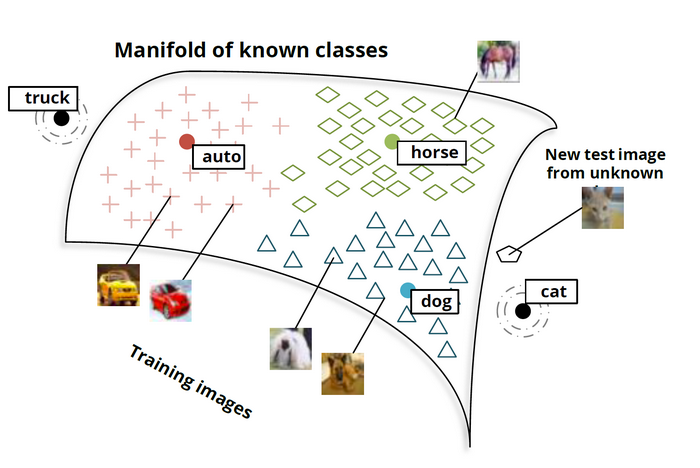 Manifold of known classes
truck
auto
horse
New test image
from unknown
cat
dog
Training images